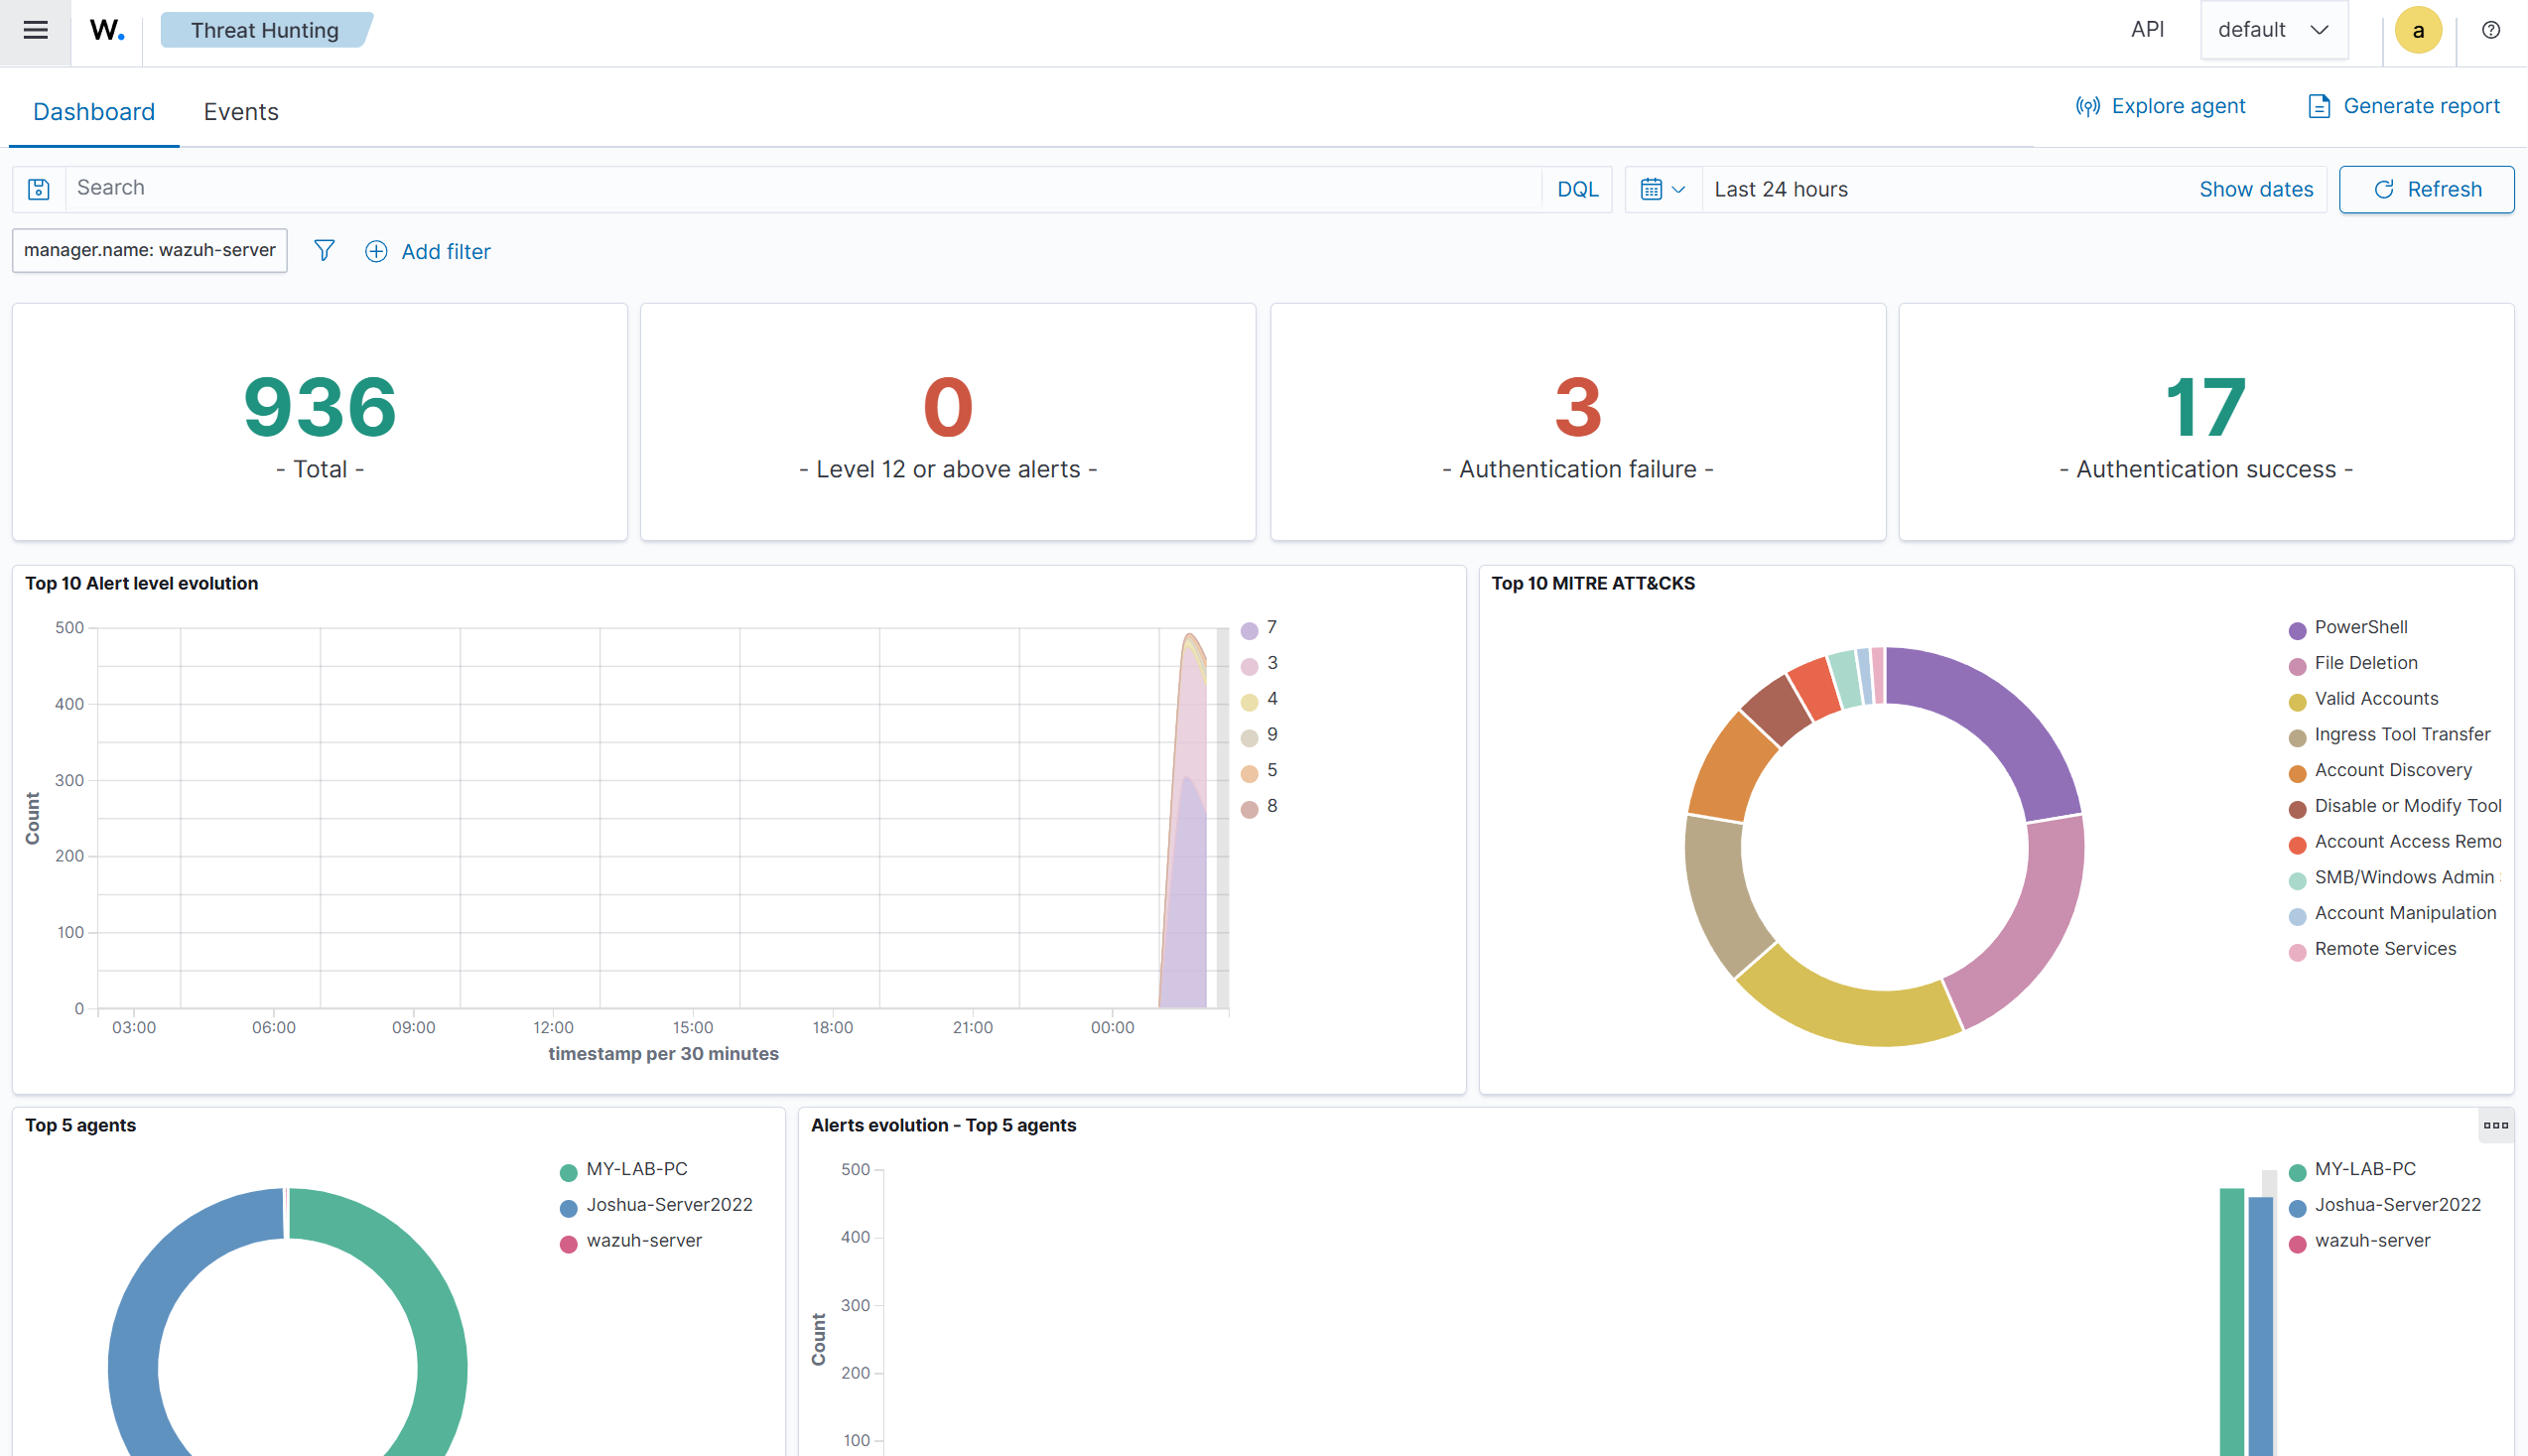 W.
Threat Hunting
API
default
a
Dashboard
Events
Explore agent
Generate report
Search
DQL
Last 24 hours
Show dates
Refresh
manager.name: wazuh-server
Add filter
936
- Total -
0
- Level 12 or above alerts -
3
- Authentication failure -
17
- Authentication success -
Top 10 Alert level evolution
500
400
300
200
100
0
Count
03:00
06:00
09:00
12:00
15:00
18:00
21:00
00:00
timestamp per 30 minutes
7
3
4
9
5
8
Top 10 MITRE ATT&CKS
PowerShell
File Deletion
Valid Accounts
Ingress Tool Transfer
Account Discovery
Disable or Modify Tool
Account Access Remo
SMB/Windows Admin
Account Manipulation
Remote Services
Top 5 agents
MY-LAB-PC
Joshua-Server2022
wazuh-server
Alerts evolution - Top 5 agents
500
400
300
200
100
Count
MY-LAB-PC
Joshua-Server2022
wazuh-server